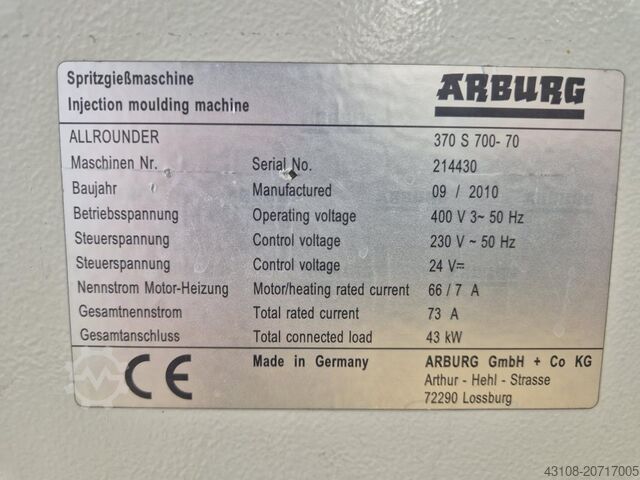 Spritzgießmaschine
Injection moulding machine
ARBURG
ALLROUNDER 370 S 700- 70
Maschinen Nr. Serial No. 214430
Baujahr Manufactured 09 / 2010
Betriebsspannung Operating voltage 400 V 3~ 50 Hz
Steuerspannung Control voltage 230 V ~ 50 Hz
Steuerspannung Control voltage 24 V⎓
Nennstrom Motor-Heizung Motor/heating rated current 66 / 7 A
Gesamtnennstrom Total rated current 73 A
Gesamtanschluss Total connected load 43 kW
CE
Made in Germany ARBURG GmbH + Co KG
Arthur - Hehl - Strasse
72290 Lossburg
43108-20717005